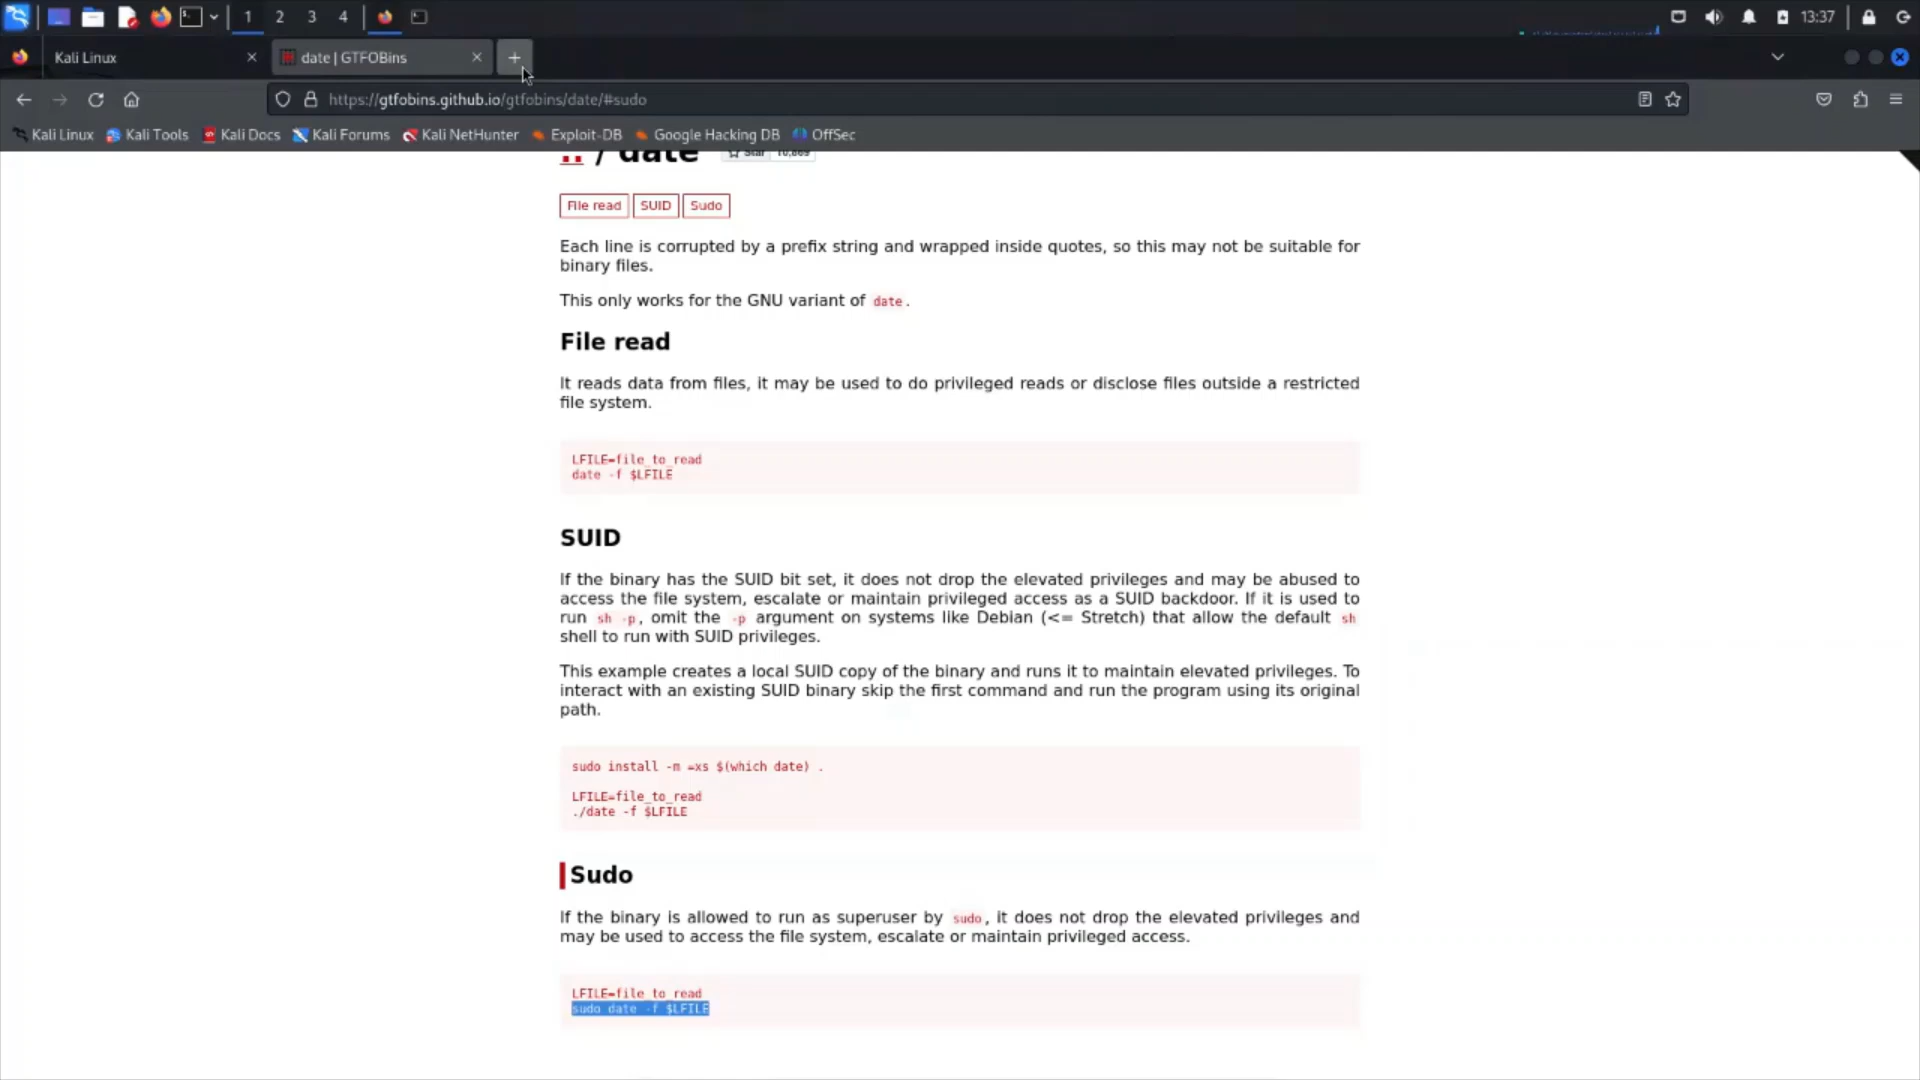 1 2 3 4 13:37
Kali Linux date | GTFOBins
https://gtfobins.github.io/gtfobins/date/#sudo
Kali Linux Kali Tools Kali Docs Kali Forums Kali NetHunter Exploit-DB Google Hacking DB OffSec
.. / date Star 10,869
File read SUID Sudo
Each line is corrupted by a prefix string and wrapped inside quotes, so this may not be suitable for
binary files.
This only works for the GNU variant of date.
File read
It reads data from files, it may be used to do privileged reads or disclose files outside a restricted
file system.
LFILE=file_to_read
date -f $LFILE
SUID
If the binary has the SUID bit set, it does not drop the elevated privileges and may be abused to
access the file system, escalate or maintain privileged access as a SUID backdoor. If it is used to
run sh -p, omit the -p argument on systems like Debian (<= Stretch) that allow the default sh
shell to run with SUID privileges.
This example creates a local SUID copy of the binary and runs it to maintain elevated privileges. To
interact with an existing SUID binary skip the first command and run the program using its original
path.
sudo install -m =xs $(which date) .
LFILE=file_to_read
./date -f $LFILE
Sudo
If the binary is allowed to run as superuser by sudo, it does not drop the elevated privileges and
may be used to access the file system, escalate or maintain privileged access.
LFILE=file_to_read
sudo date -f $LFILE